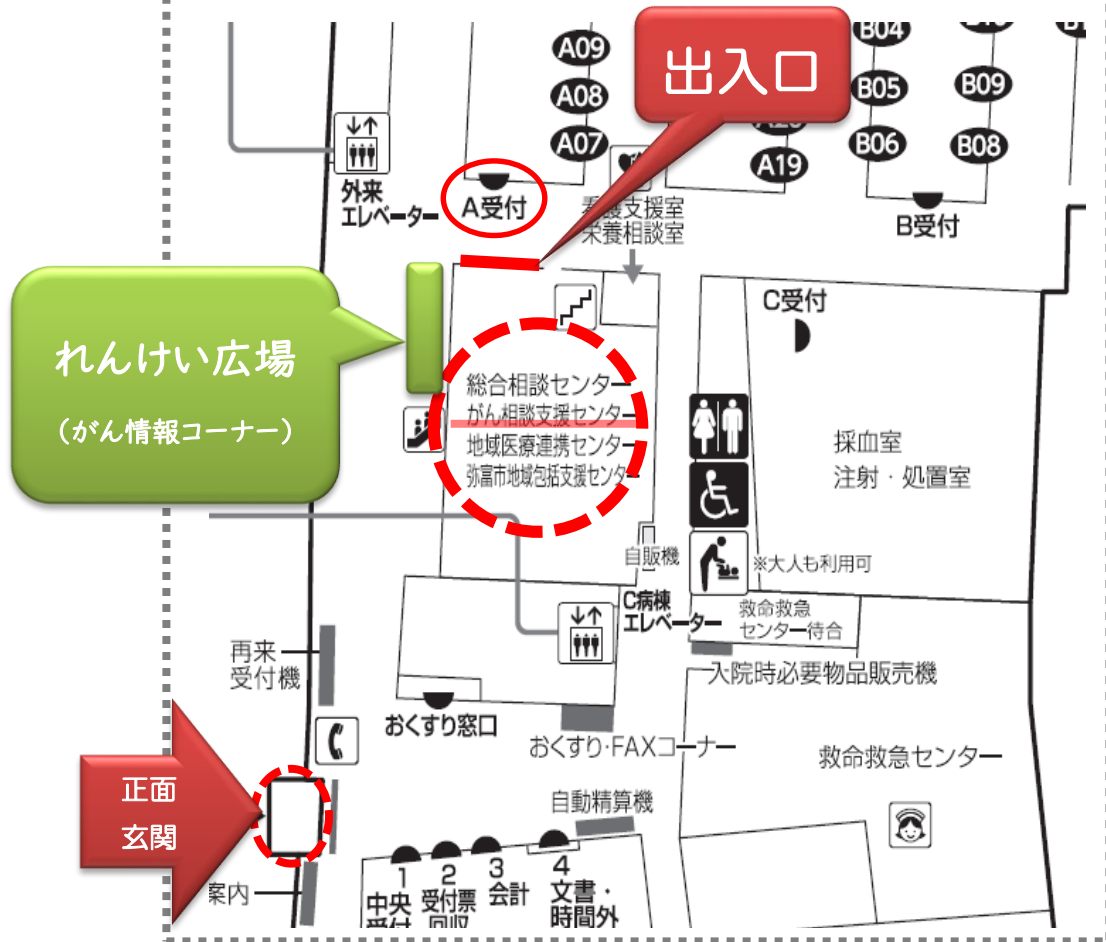 B04
A09
出入口
A08
B05
B09
A07
B06
B08
A19
外来
エレベーター
A受付
看護支援室
栄養相談室
B受付
C受付
れんけい広場
(がん情報コーナー)
総合相談センター
がん相談支援センター
地域医療連携センター
弥富市地域包括支援センター
採血室
注射・処置室
自販機
※大人も利用可
C病棟
エレベーター
救命救急
センター待合
再来
受付機
入院時必要物品販売機
おくすり窓口
おくすり・FAXコーナー
救命救急センター
正面
玄関
自動精算機
案内
1
中央
受付
2
受付票
回収
3
会計
4
文書・
時間外